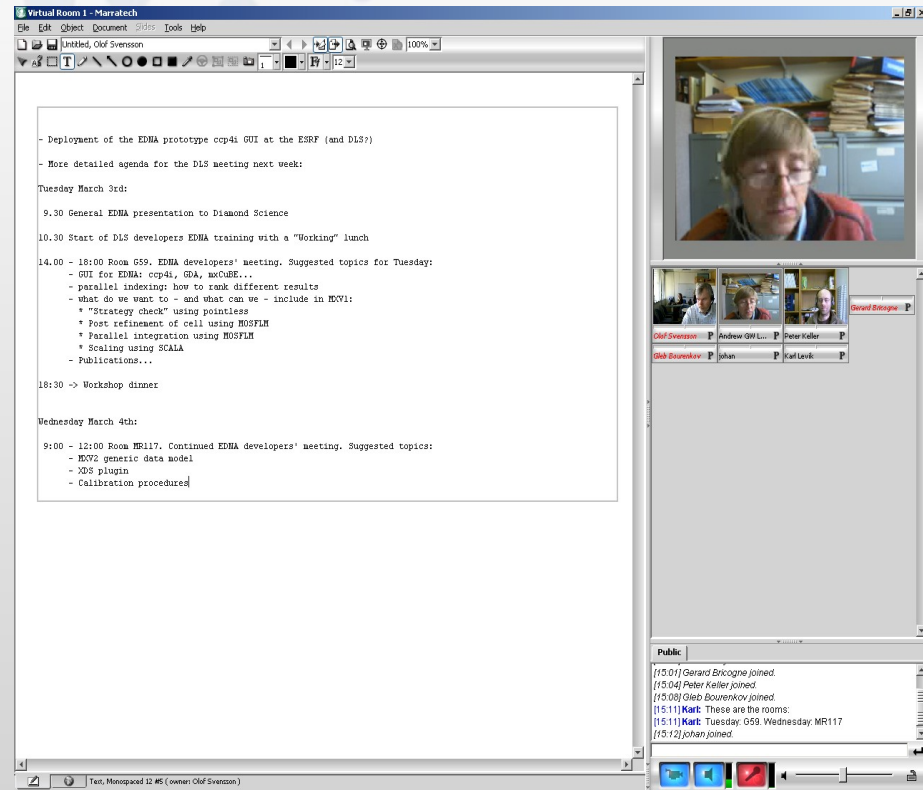 Virtual Room 1 - Marratech
File Edit Object Document Slides Tools Help
Untitled, Olof Svensson
100%
T
1
12
- Deployment of the EDNA prototype ccp4i GUI at the ESRF (and DLS?)
- More detailed agenda for the DLS meeting next week:
Tuesday March 3rd:
9.30 General EDNA presentation to Diamond Science
10.30 Start of DLS developers EDNA training with a "Working" lunch
14.00 - 18:00 Room G59. EDNA developers' meeting. Suggested topics for Tuesday:
- GUI for EDNA: ccp4i, GDA, mxCuBE...
- parallel indexing: how to rank different results
- what do we want to - and what can we - include in MXV1:
* "Strategy check" using pointless
* Post refinement of cell using MOSFLM
* Parallel integration using MOSFLM
* Scaling using SCALA
- Publications...
18:30 -> Workshop dinner
Wednesday March 4th:
9:00 - 12:00 Room MR117. Continued EDNA developers' meeting. Suggested topics:
- MXV2 generic data model
- XDS plugin
- Calibration procedures
Olof Svensson P
Andrew GW L... P
Peter Keller P
Gerard Bricogne P
Gleb Bourenkov P
johan P
Karl Levik P
Public
[15:01] Gerard Bricogne joined.
[15:04] Peter Keller joined.
[15:08] Gleb Bourenkov joined.
[15:11] Karl: These are the rooms:
[15:11] Karl: Tuesday: G59. Wednesday: MR117
[15:12] johan joined.
Text, Monospaced 12 #5 ( owner: Olof Svensson )